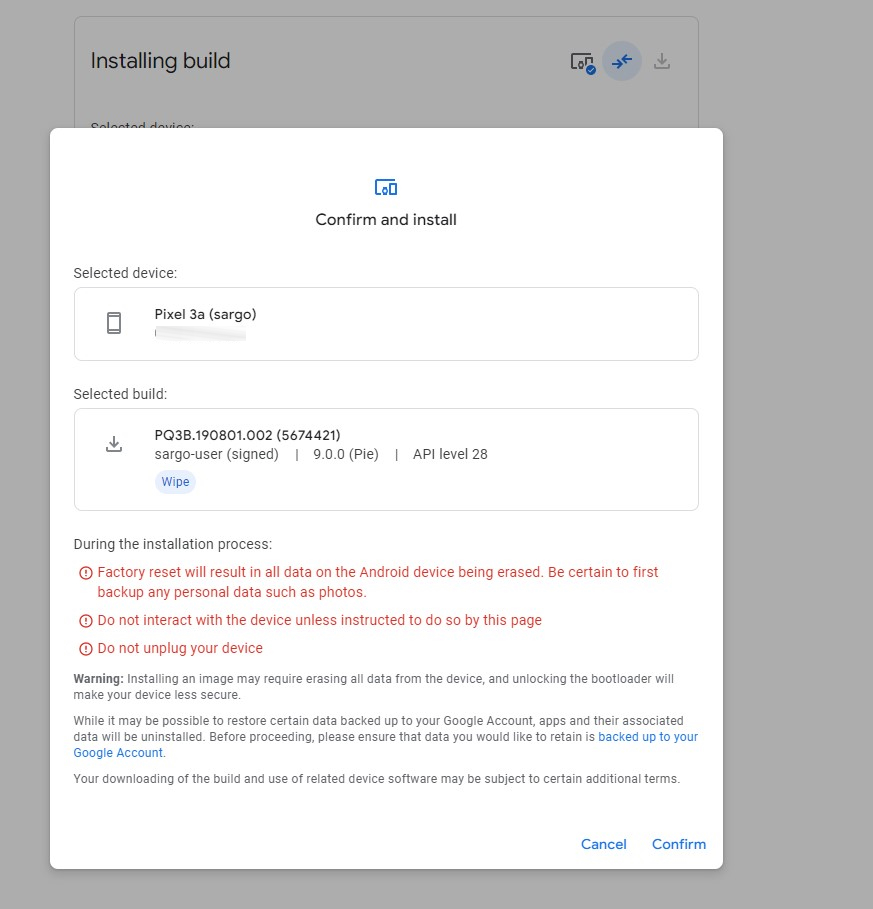 Installing build
Selected device:
Confirm and install
Selected device:
Pixel 3a (sargo)
Selected build:
PQ3B.190801.002 (5674421)
sargo-user (signed) | 9.0.0 (Pie) | API level 28
Wipe
During the installation process:
Factory reset will result in all data on the Android device being erased. Be certain to first
backup any personal data such as photos.
Do not interact with the device unless instructed to do so by this page
Do not unplug your device
Warning: Installing an image may require erasing all data from the device, and unlocking the bootloader will
make your device less secure.
While it may be possible to restore certain data backed up to your Google Account, apps and their associated
data will be uninstalled. Before proceeding, please ensure that data you would like to retain is backed up to your
Google Account.
Your downloading of the build and use of related device software may be subject to certain additional terms.
Cancel Confirm